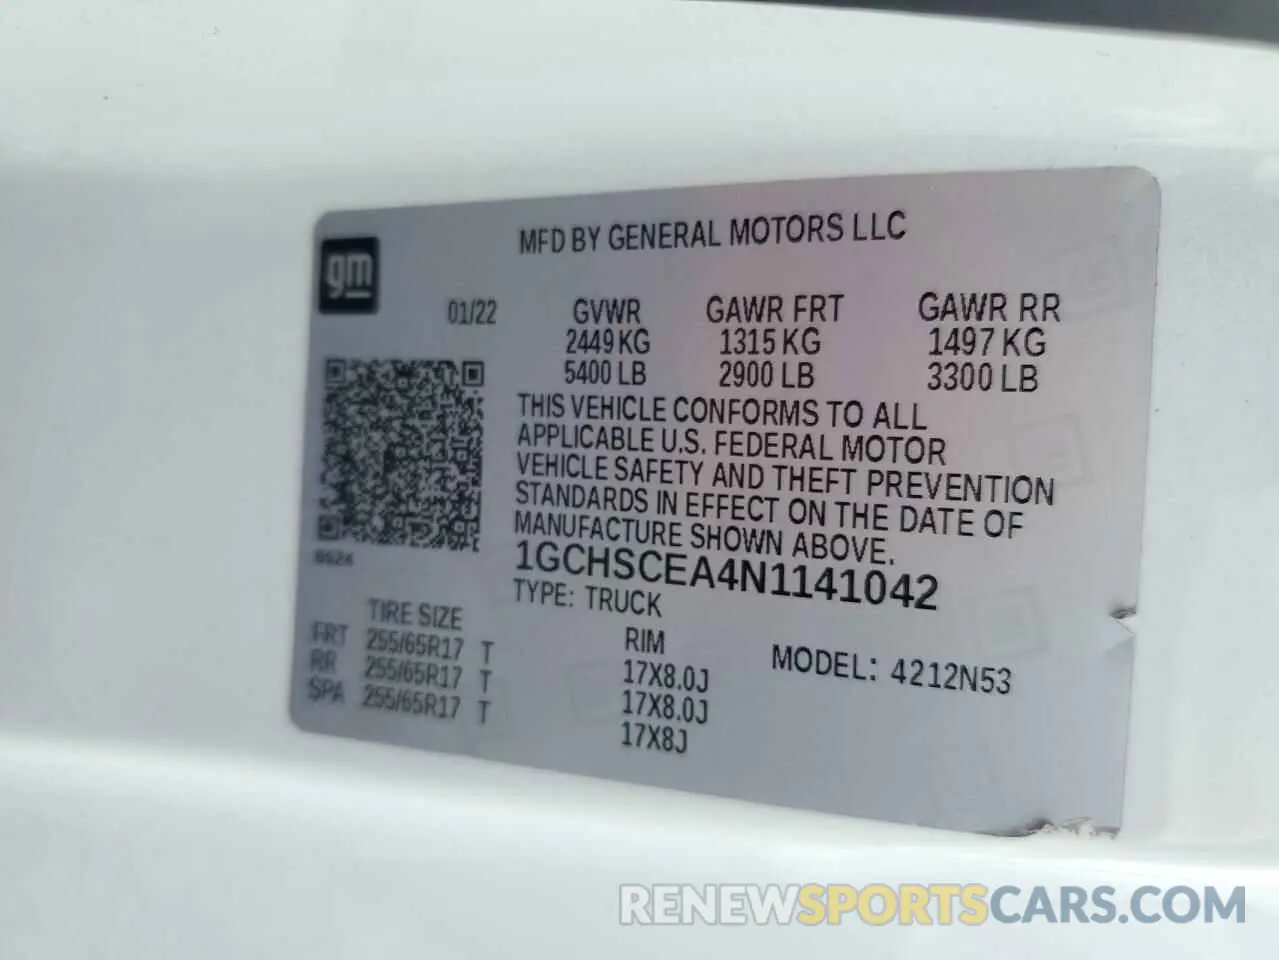 MFD BY GENERAL MOTORS LLC
gm
01/22 GVWR GAWR FRT GAWR RR
2449 KG 1315 KG 1497 KG
5400 LB 2900 LB 3300 LB
THIS VEHICLE CONFORMS TO ALL
APPLICABLE U.S. FEDERAL MOTOR
VEHICLE SAFETY AND THEFT PREVENTION
STANDARDS IN EFFECT ON THE DATE OF
MANUFACTURE SHOWN ABOVE.
1GCHSCEA4N1141042
TYPE: TRUCK
TIRE SIZE RIM MODEL: 4212N53
FRT 255/65R17 T 17X8.0J
RR 255/65R17 T 17X8.0J
SPA 255/65R17 T 17X8J
RENEWSPORTSCARS.COM